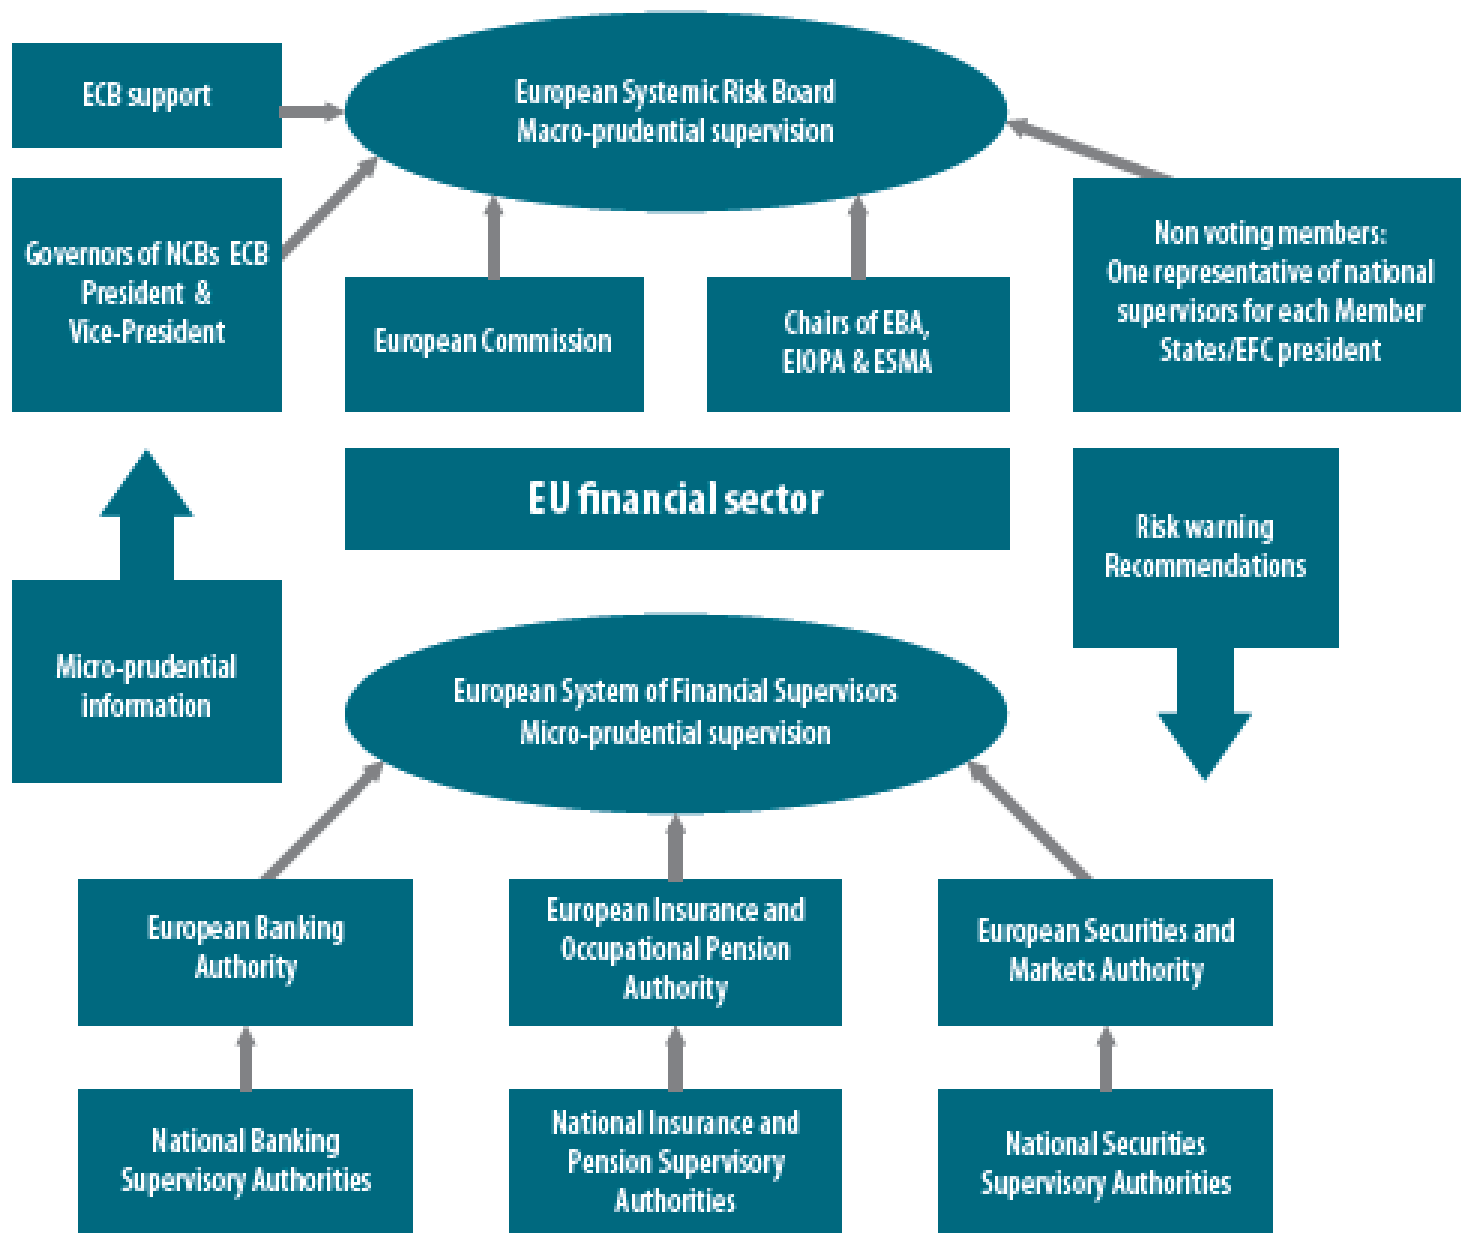 ECB support
European Systemic Risk Board
Macro-prudential supervision
Governors of NCBs ECB
President &
Vice-President
European Commission
Chairs of EBA,
EIOPA & ESMA
Non voting members:
One representative of national
supervisors for each Member
States/EFC president
EU financial sector
Risk warning
Recommendations
Micro-prudential
information
European System of Financial Supervisors
Micro-prudential supervision
European Banking
Authority
European Insurance and
Occupational Pension
Authority
European Securities and
Markets Authority
National Banking
Supervisory Authorities
National Insurance and
Pension Supervisory
Authorities
National Securities
Supervisory Authorities